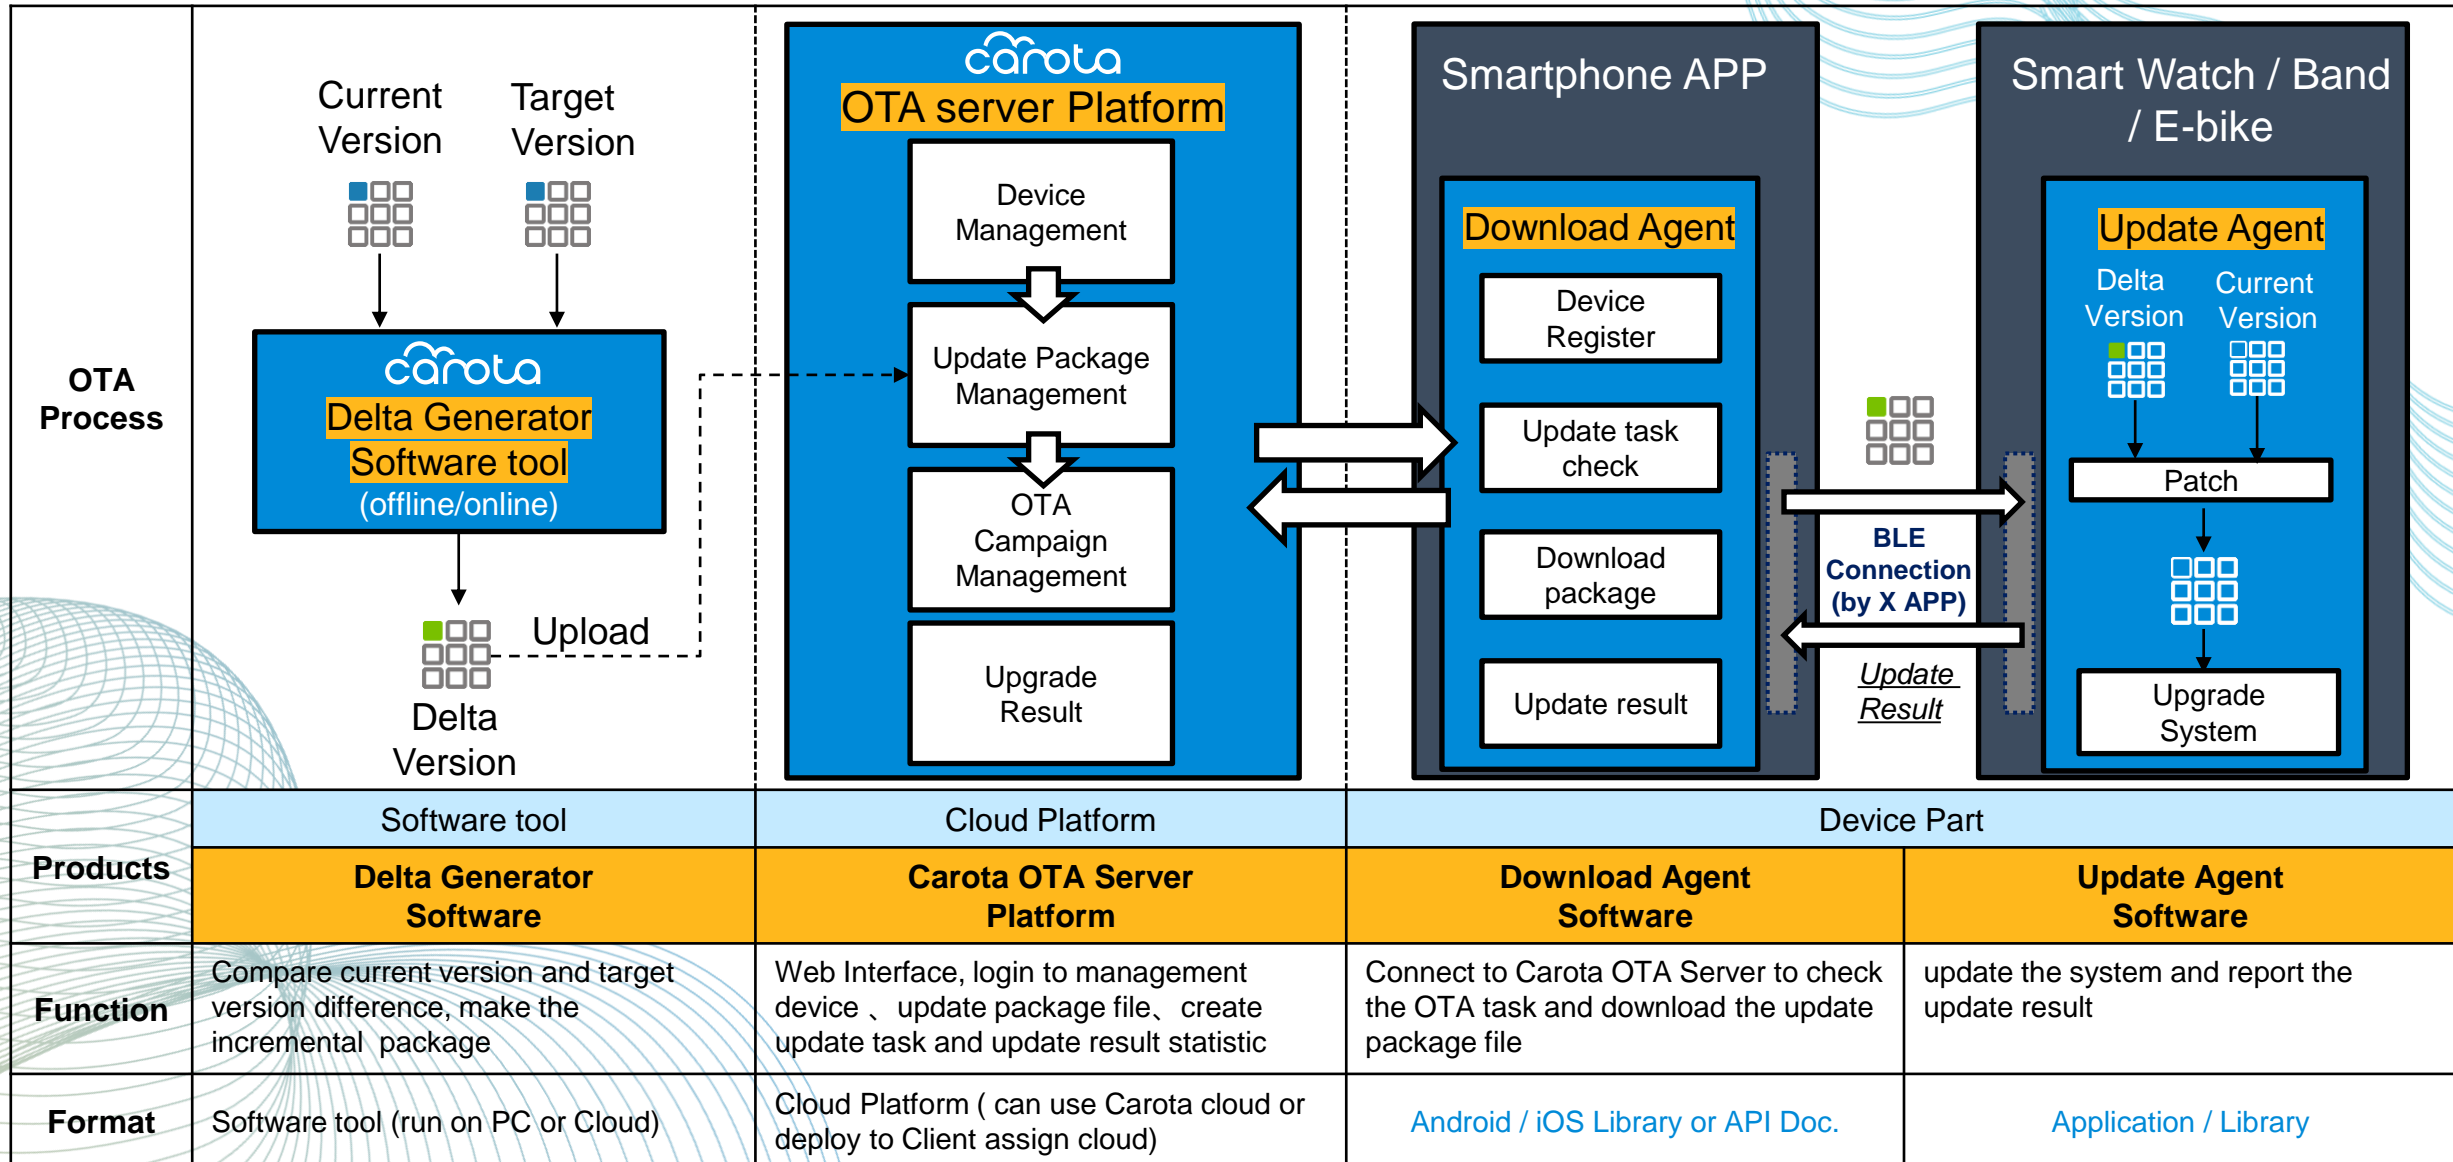 OTA
Process
Current
Version
Target
Version
carota
Delta Generator
Software tool
(offline/online)
Upload
Delta
Version
carota
OTA server Platform
Device
Management
Update Package
Management
OTA
Campaign
Management
Upgrade
Result
Smartphone APP
Download Agent
Device
Register
Update task
check
Download
package
Update result
BLE
Connection
(by X APP)
Update
Result
Smart Watch / Band
/ E-bike
Update Agent
Delta
Version
Current
Version
Patch
Upgrade
System
Products
Software tool
Cloud Platform
Device Part
Delta Generator
Software
Carota OTA Server
Platform
Download Agent
Software
Update Agent
Software
Function
Compare current version and target
version difference, make the
incremental package
Web Interface, login to management
device 、update package file、create
update task and update result statistic
Connect to Carota OTA Server to check
the OTA task and download the update
package file
update the system and report the
update result
Format
Software tool (run on PC or Cloud)
Cloud Platform ( can use Carota cloud or
deploy to Client assign cloud)
Android / iOS Library or API Doc.
Application / Library